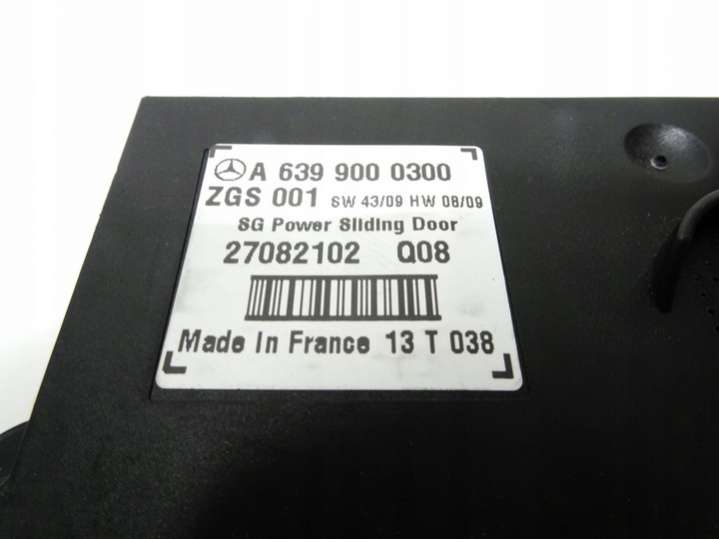 A 639 900 0300
ZGS 001 SW 43/09 HW 08/09
SG Power Sliding Door
27082102 Q08
Made In France 13 T 038